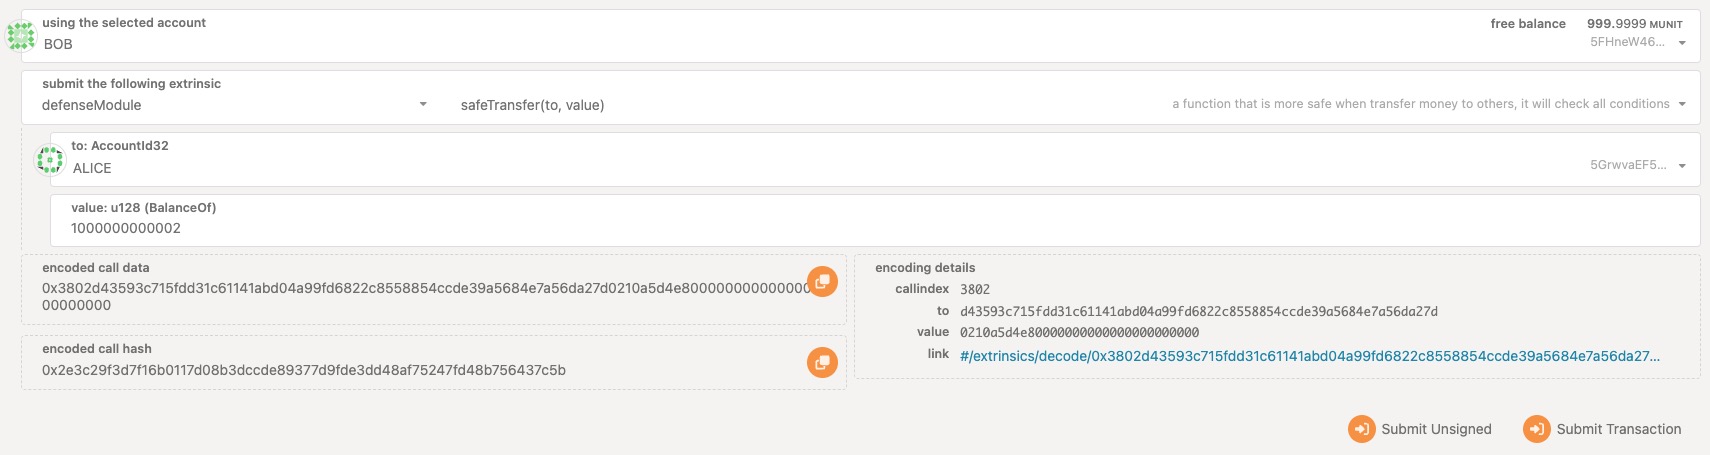 using the selected account
free balance 999.9999 MUNIT
BOB
5FHneW46...
submit the following extrinsic
defenseModule
safeTransfer(to, value)
a function that is more safe when transfer money to others, it will check all conditions
to: AccountId32
ALICE
5GrwvaEF5...
value: u128 (BalanceOf)
1000000000002
encoded call data
0x3802d43593c715fdd31c61141abd04a99fd6822c8558854ccde39a5684e7a56da27d0210a5d4e8000000000000000
00000000
encoded call hash
0x2e3c29f3d7f16b0117d08b3dccde89377d9fde3dd48af75247fd48b756437c5b
encoding details
callindex 3802
to d43593c715fdd31c61141abd04a99fd6822c8558854ccde39a5684e7a56da27d
value 0210a5d4e80000000000000000000000
link #/extrinsics/decode/0x3802d43593c715fdd31c61141abd04a99fd6822c8558854ccde39a5684e7a56da27...
Submit Unsigned
Submit Transaction